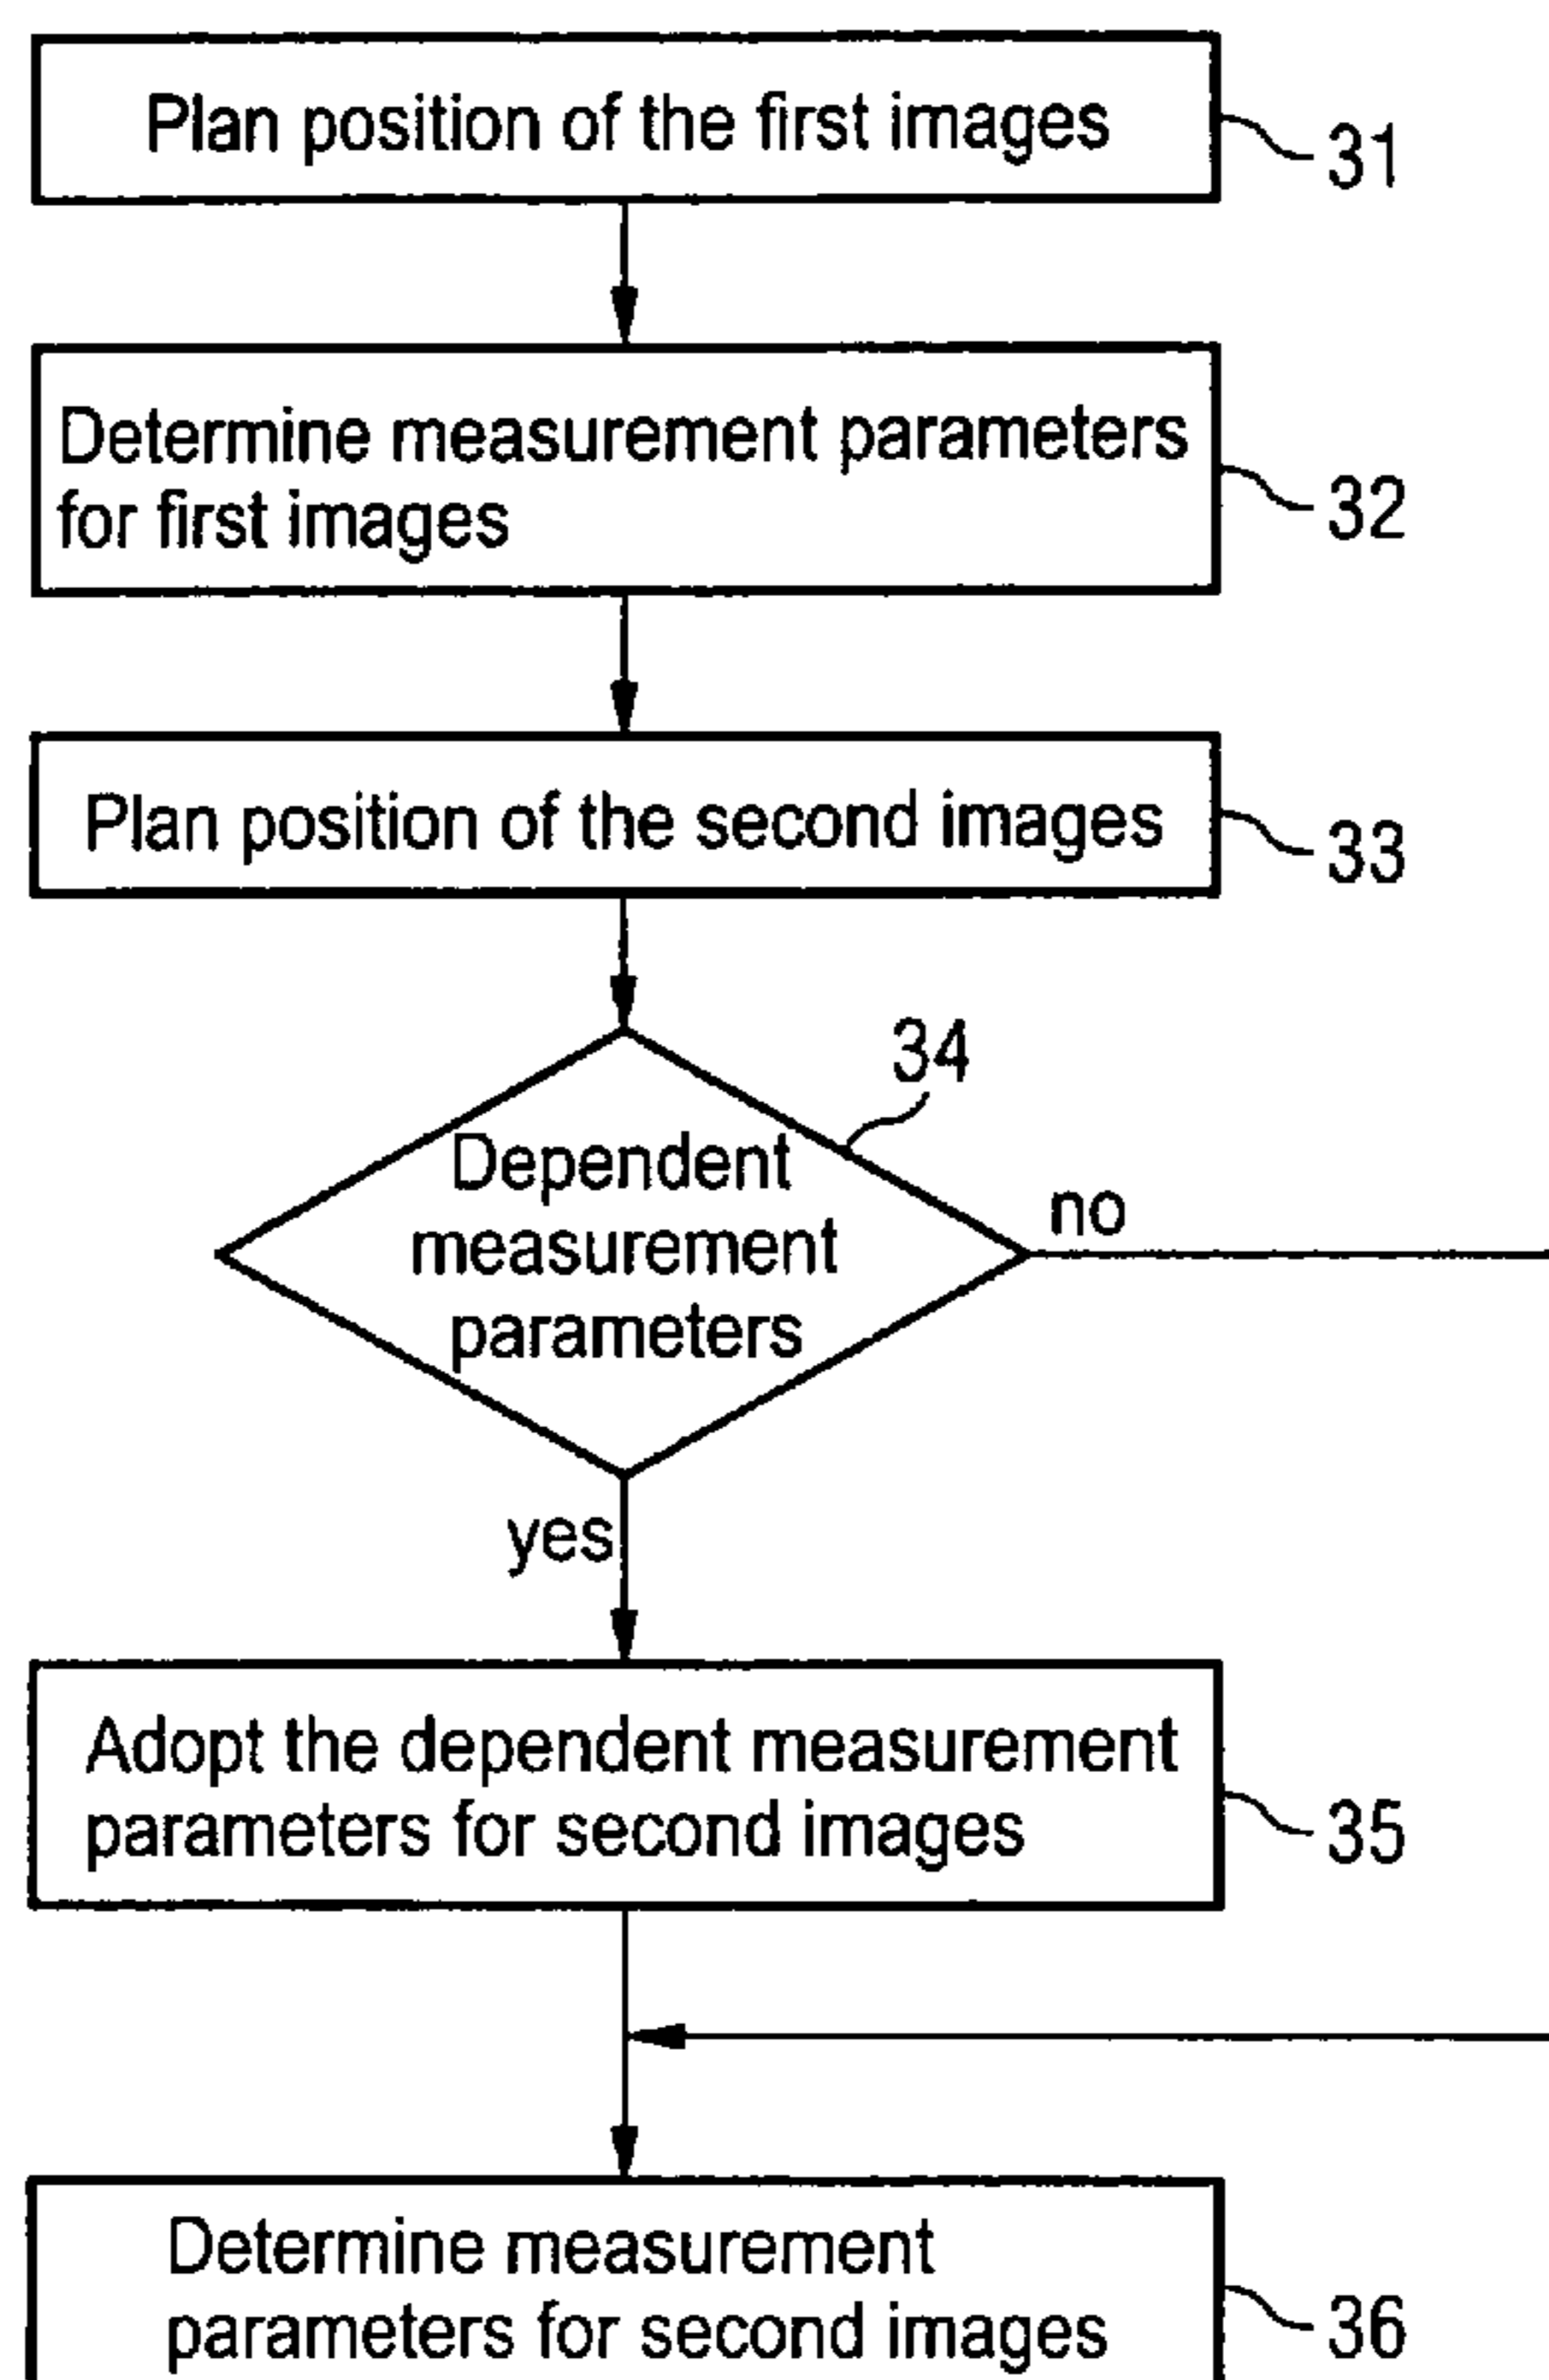 Plan position of the first images
31
Determine measurement parameters
for first images
32
Plan position of the second images
33
34
Dependent
measurement
parameters
no
yes
Adopt the dependent measurement
parameters for second images
35
Determine measurement
parameters for second images
36